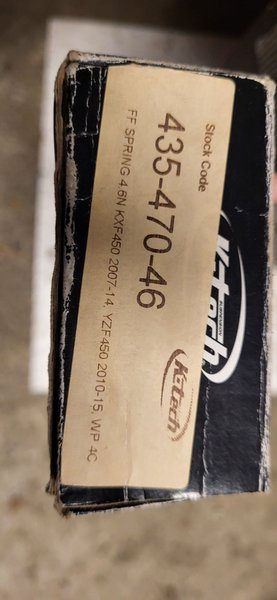 Stock Code
435-470-46
FF SPRING 4.6N KXF450 2007-14, YZF450 2010-15, WP 4C
K-tech
K-tech
SUSPENSION